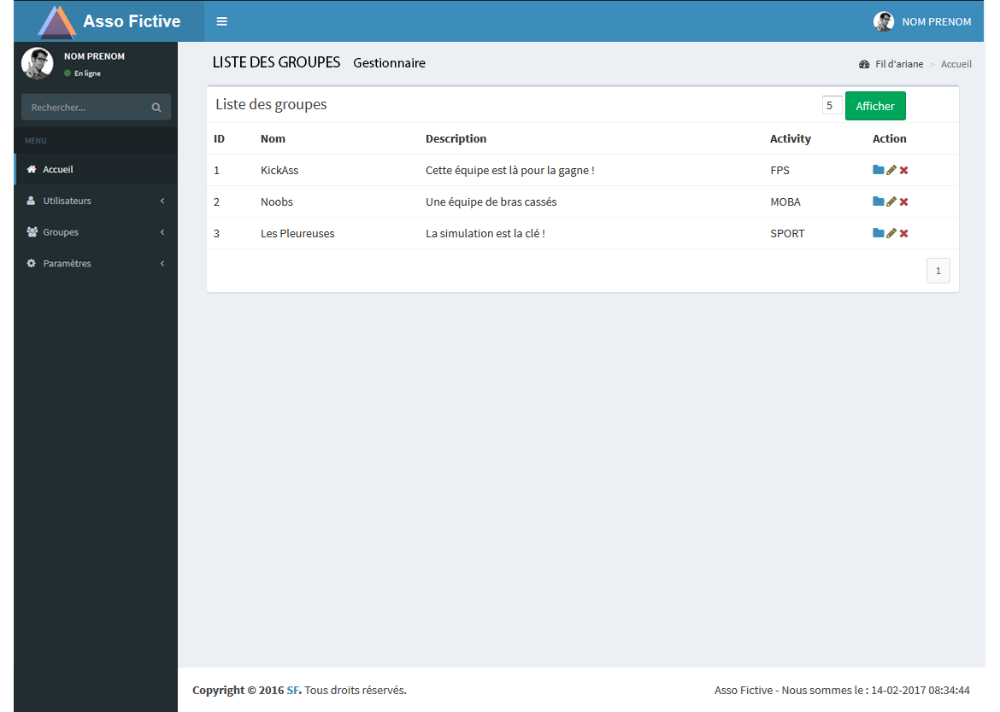 Asso Fictive
NOM PRENOM
NOM PRENOM
En ligne
Rechercher...
MENU
Accueil
Utilisateurs
Groupes
Paramètres
LISTE DES GROUPES Gestionnaire
Fil d'ariane > Accueil
Liste des groupes
5 Afficher
ID Nom Description Activity Action
1 KickAss Cette équipe est là pour la gagne ! FPS
2 Noobs Une équipe de bras cassés MOBA
3 Les Pleureuses La simulation est la clé ! SPORT
1
Copyright © 2016 SF. Tous droits réservés.
Asso Fictive - Nous sommes le : 14-02-2017 08:34:44